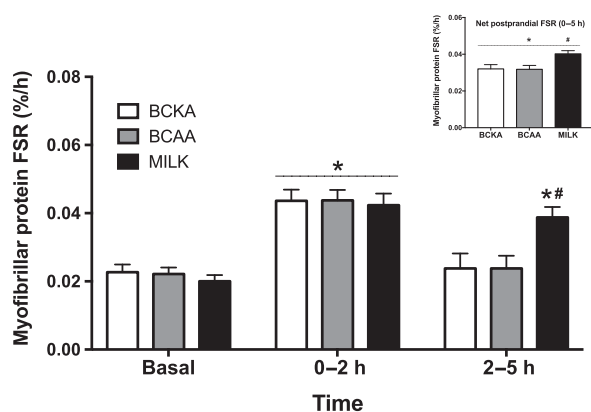 Net postprandial FSR (0–5 h)
Myofibrillar protein FSR (%/h)
0.06
0.04
0.02
0.00
*
#
BCKA
BCAA
MILK
Myofibrillar protein FSR (%/h)
0.08
0.06
0.04
0.02
0.00
BCKA
BCAA
MILK
*
*#
Basal
0–2 h
2–5 h
Time